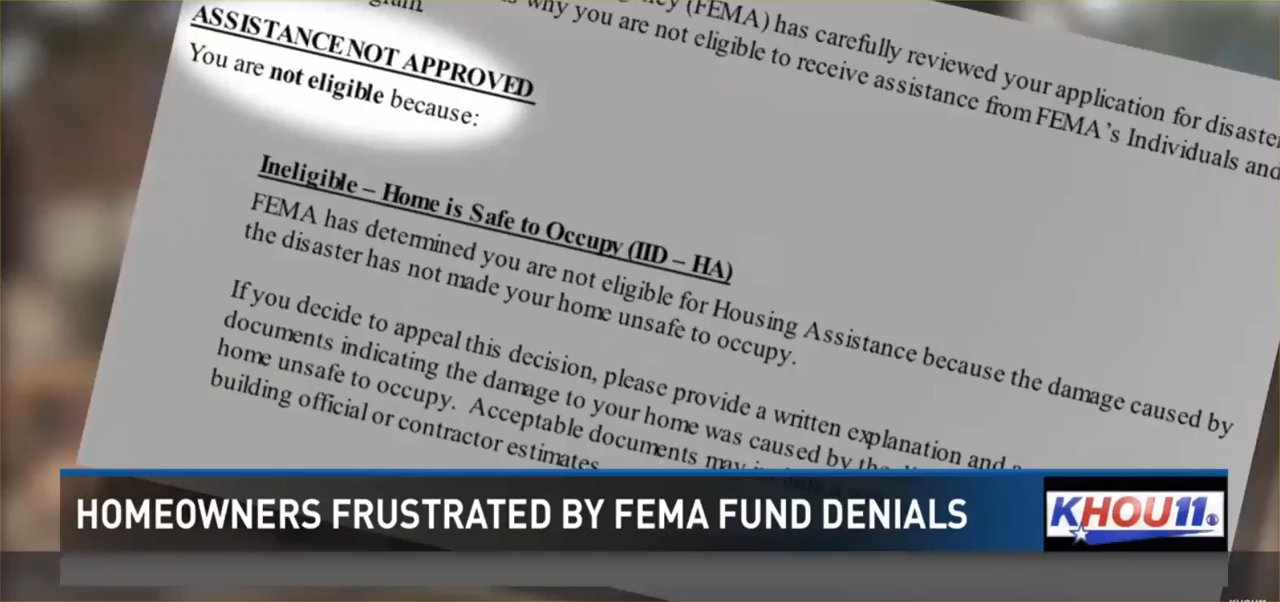 (FEMA) has carefully reviewed your application for
why you are not eligible to receive assistance from FEMA's Individuals and
ASSISTANCE NOT APPROVED
You are not eligible because:
Ineligible – Home is Safe to Occupy (IID – HA)
FEMA has determined you are not eligible for Housing Assistance because the damage caused by
the disaster has not made your home unsafe to occupy.
If you decide to appeal this decision, please provide a written explanation and
documents indicating the damage to your home was caused by the
home unsafe to occupy. Acceptable documents may
building official or contractor estimates
HOMEOWNERS FRUSTRATED BY FEMA FUND DENIALS
KHOU11